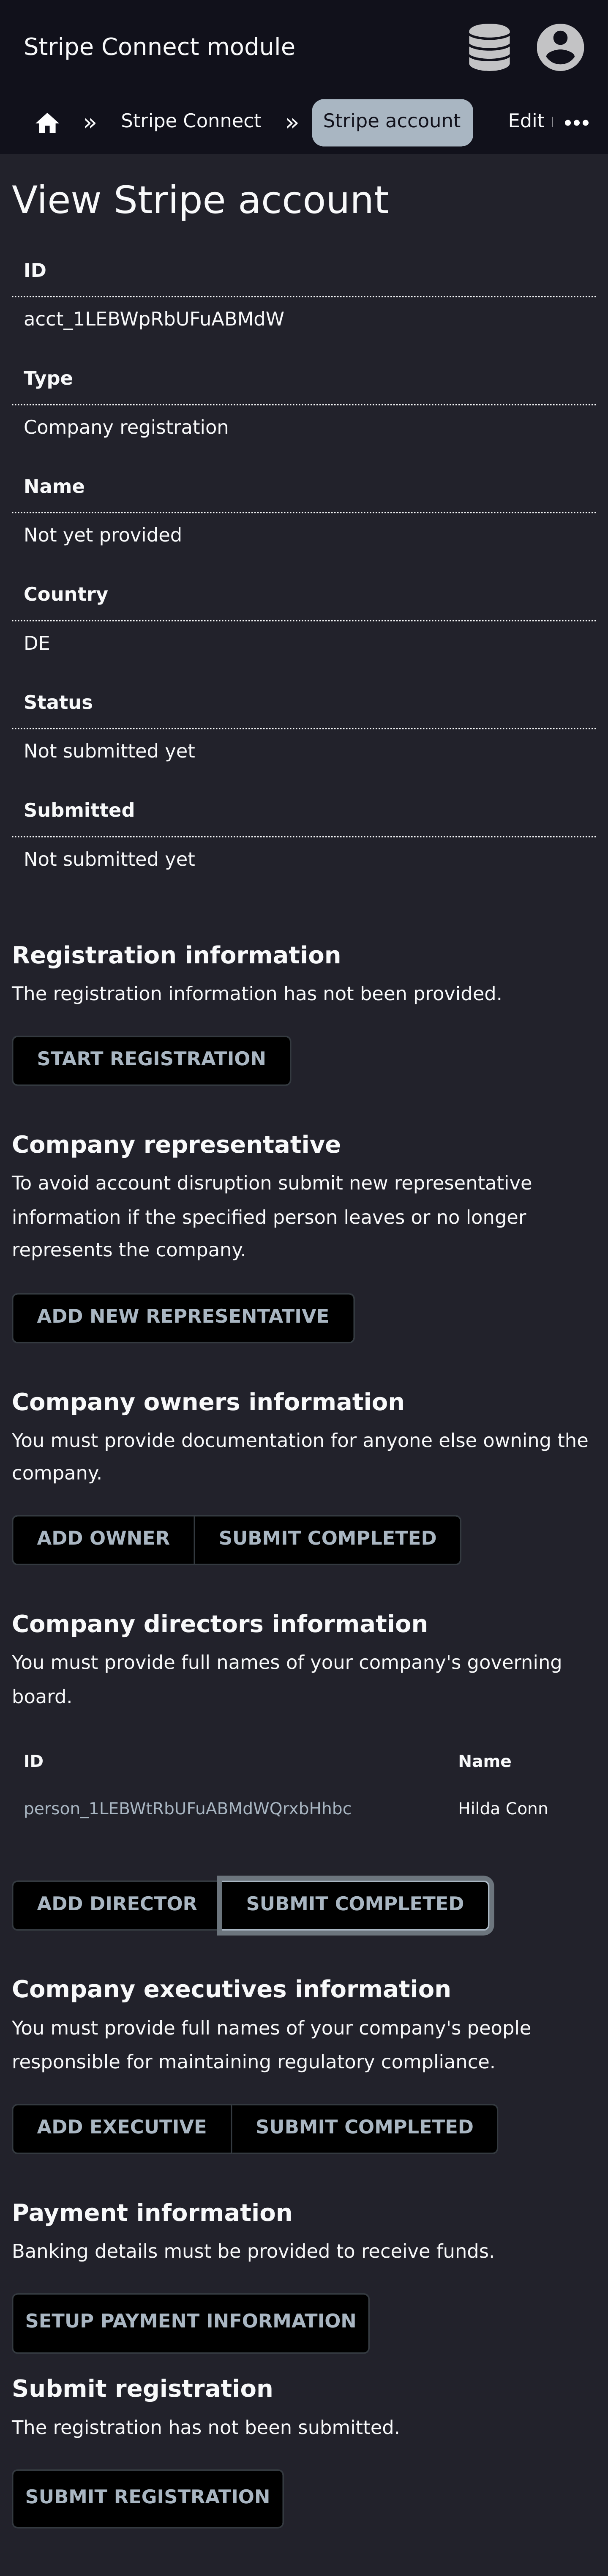 Stripe Connect module
» Stripe Connect » Stripe account Edit
View Stripe account
ID
acct_1LEBWpRbUFuABMdW
Type
Company registration
Name
Not yet provided
Country
DE
Status
Not submitted yet
Submitted
Not submitted yet
Registration information
The registration information has not been provided.
START REGISTRATION
Company representative
To avoid account disruption submit new representative
information if the specified person leaves or no longer
represents the company.
ADD NEW REPRESENTATIVE
Company owners information
You must provide documentation for anyone else owning the
company.
ADD OWNER SUBMIT COMPLETED
Company directors information
You must provide full names of your company's governing
board.
ID Name
person_1LEBWtRbUFuABMdWQrxbHhbc Hilda Conn
ADD DIRECTOR SUBMIT COMPLETED
Company executives information
You must provide full names of your company's people
responsible for maintaining regulatory compliance.
ADD EXECUTIVE SUBMIT COMPLETED
Payment information
Banking details must be provided to receive funds.
SETUP PAYMENT INFORMATION
Submit registration
The registration has not been submitted.
SUBMIT REGISTRATION